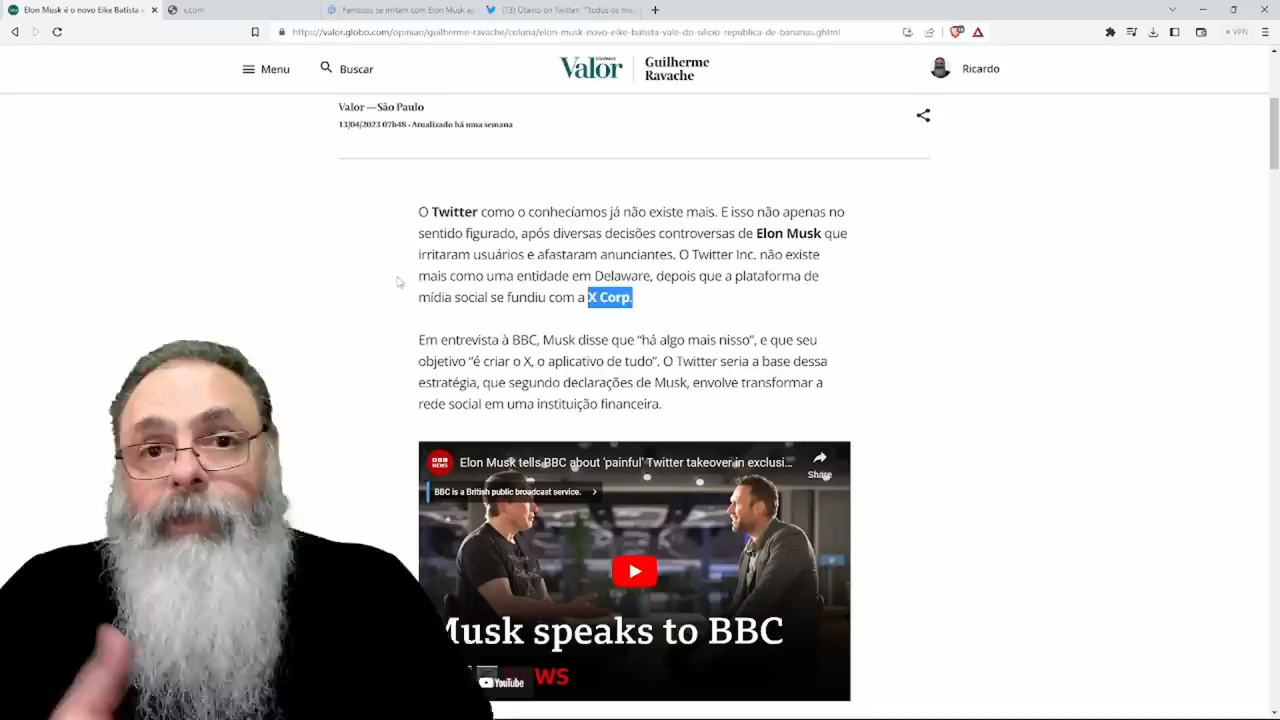 Elon Musk é o novo Eike Batista
x.com
Famosos se irritam com Elon Musk ap
(13) Otavio on Twitter: "todos os me
https://valor.globo.com/opiniao/guilherme-ravache/coluna/elon-musk-novo-eike-batista-vale-do-silicio-republica-de-bananas.ghtml
VPN
Menu
Buscar
ECONÔMICO
Valor
Guilherme
Ravache
Ricardo
Valor — São Paulo
13/04/2023 07h48 · Atualizado há uma semana
O Twitter como o conhecíamos já não existe mais. E isso não apenas no
sentido figurado, após diversas decisões controversas de Elon Musk que
irritaram usuários e afastaram anunciantes. O Twitter Inc. não existe
mais como uma entidade em Delaware, depois que a plataforma de
mídia social se fundiu com a X Corp.
Em entrevista à BBC, Musk disse que “há algo mais nisso”, e que seu
objetivo “é criar o X, o aplicativo de tudo”. O Twitter seria a base dessa
estratégia, que segundo declarações de Musk, envolve transformar a
rede social em uma instituição financeira.
BBC
NEWS
Elon Musk tells BBC about 'painful' Twitter takeover in exclusi...
Share
BBC is a British public broadcast service.
Musk speaks to BBC
WS
YouTube